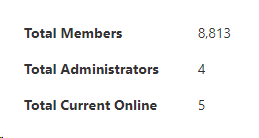 Total Members 8,813
Total Administrators 4
Total Current Online 5